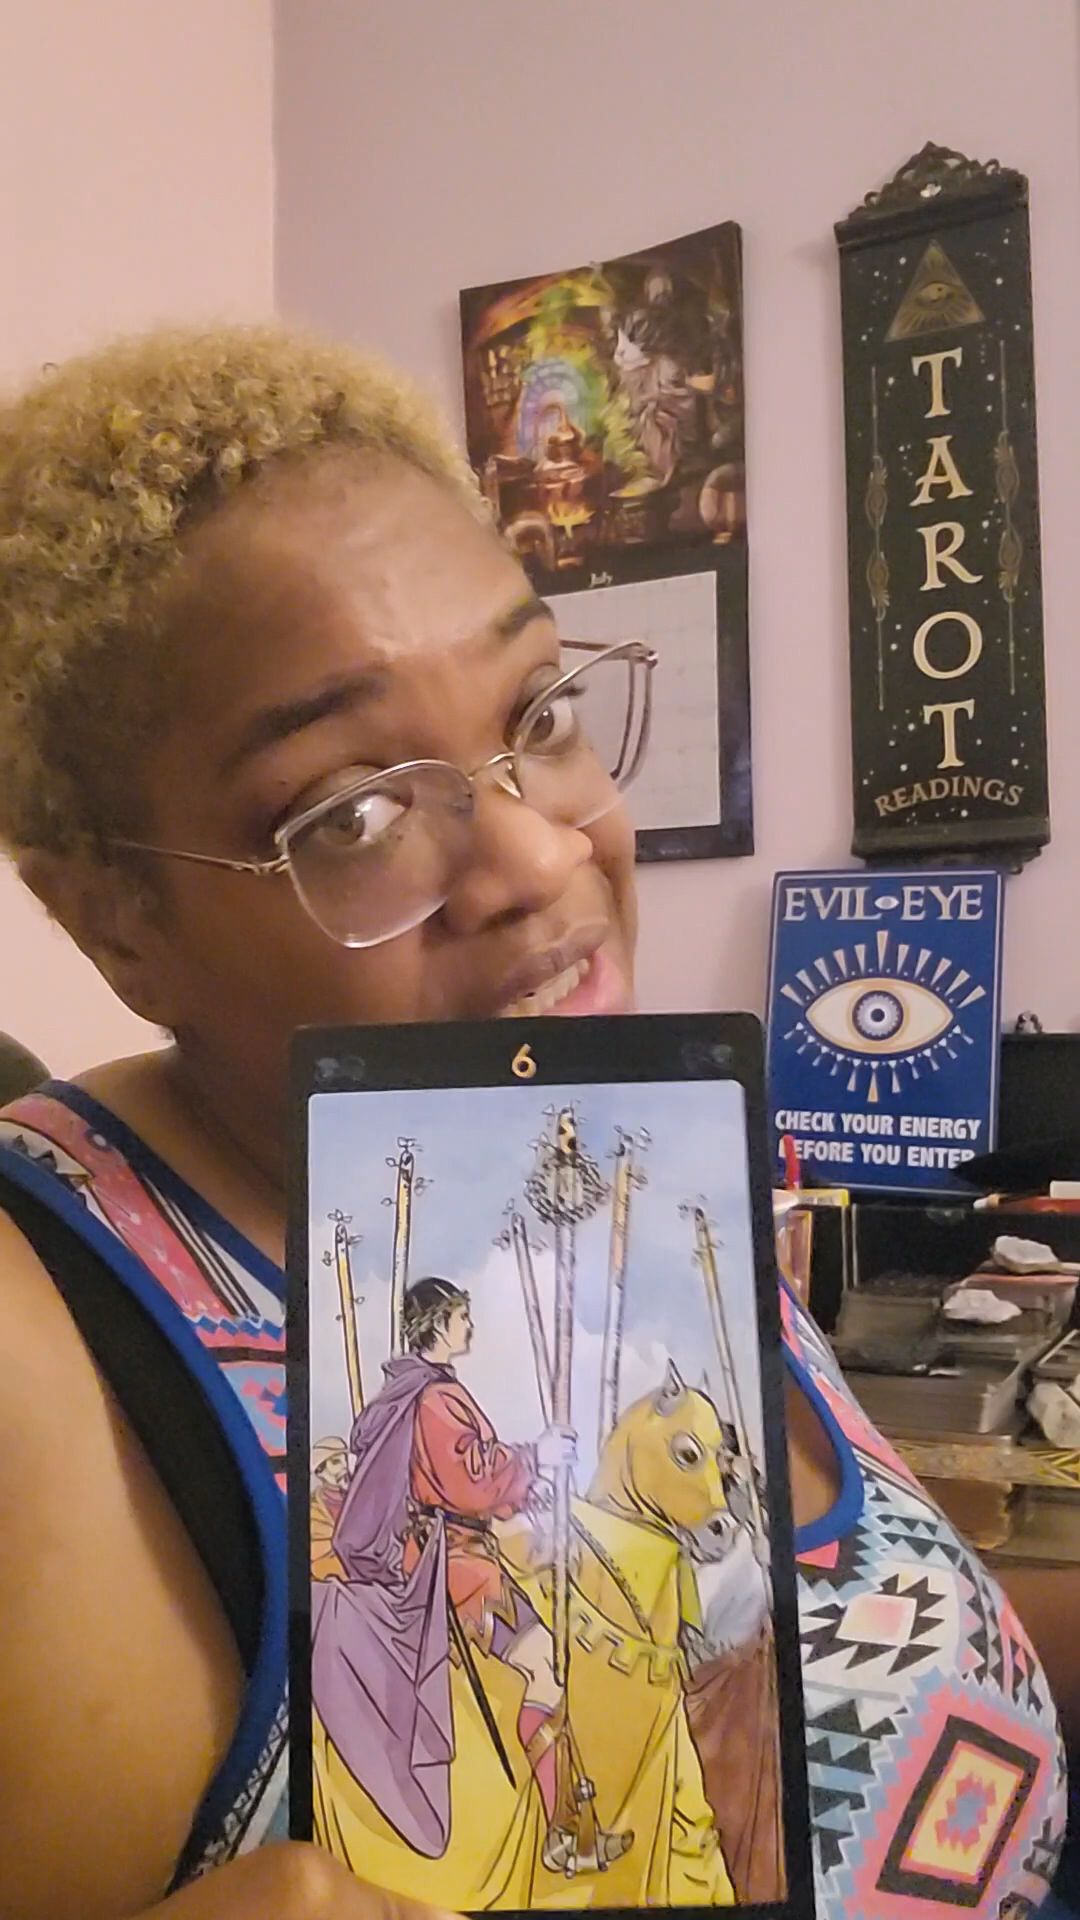 July
TAROT
READINGS
EVIL EYE
CHECK YOUR ENERGY
BEFORE YOU ENTER
6